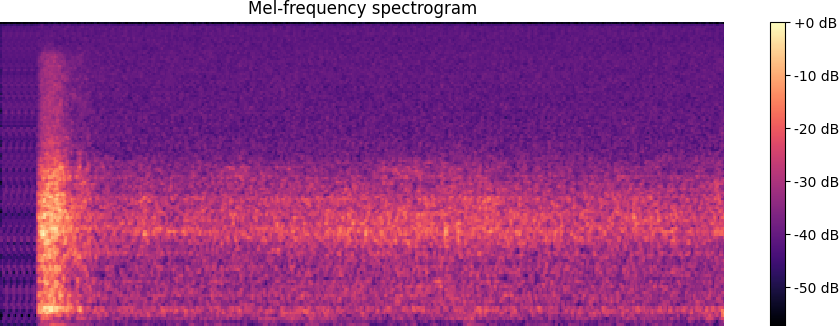 Mel-frequency spectrogram
+0 dB
-10 dB
-20 dB
-30 dB
-40 dB
-50 dB